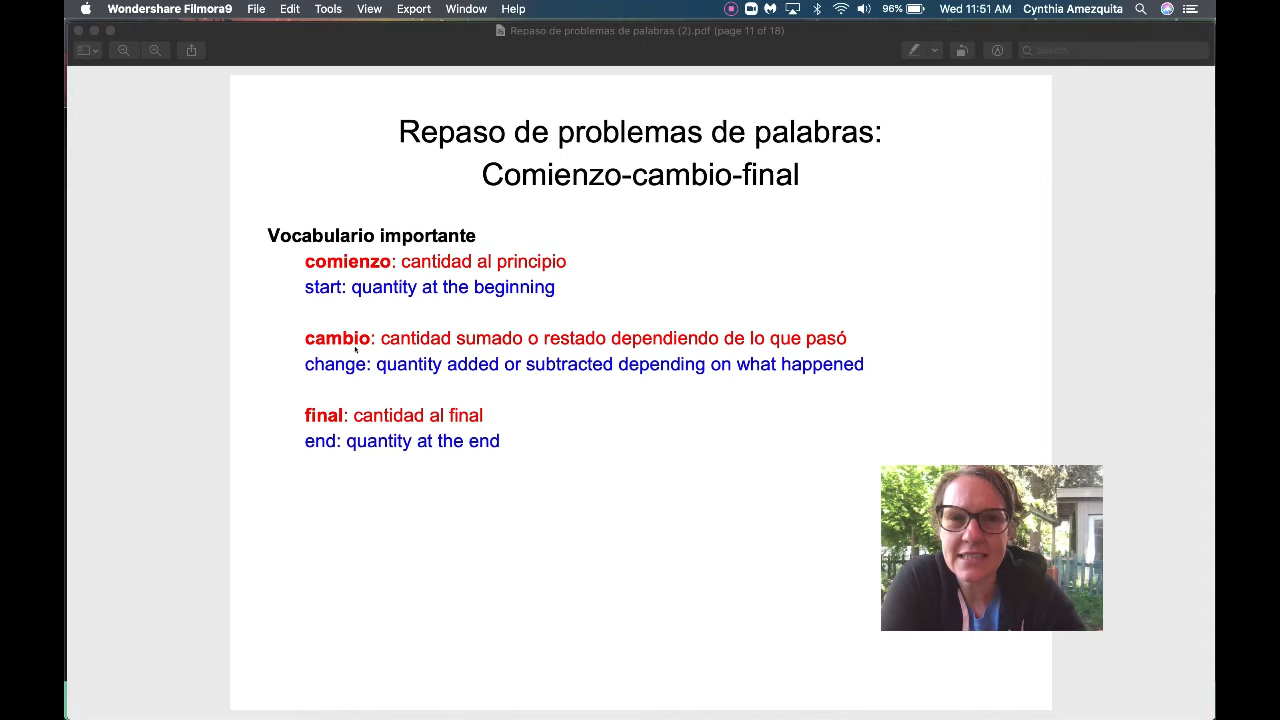 Wondershare Filmora9 File Edit Tools View Export Window Help 96% Wed 11:51 AM Cynthia Amezquita
Repaso de problemas de palabras (2).pdf (page 11 of 18)
Search
Repaso de problemas de palabras:
Comienzo-cambio-final
Vocabulario importante
comienzo: cantidad al principio
start: quantity at the beginning
cambio: cantidad sumado o restado dependiendo de lo que pasó
change: quantity added or subtracted depending on what happened
final: cantidad al final
end: quantity at the end